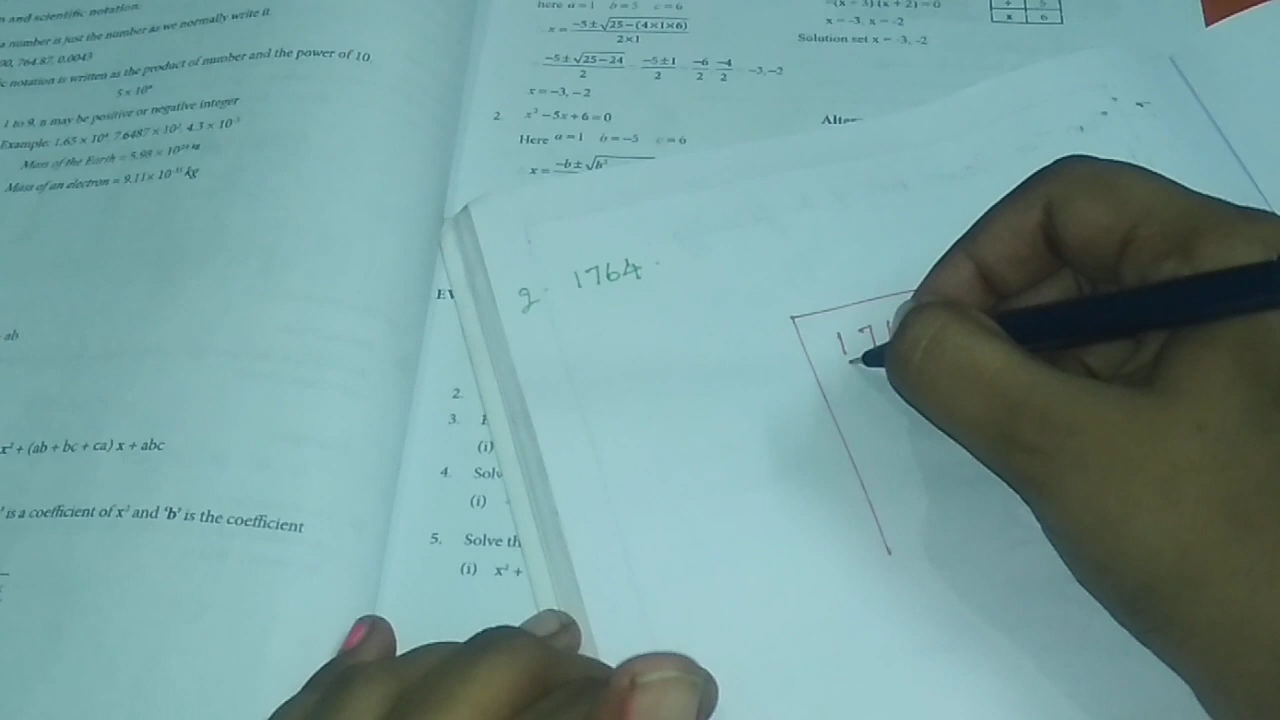 and scientific notation.
a number is just the number as we normally write it.
00, 764.87, 0.0043
notation is written as the product of number and the power of 10.
5 × 10⁴
1 to 9, n may be positive or negative integer
Example: 1.65 × 10⁴, 7.6487 × 10², 4.3 × 10⁻³
Mass of the Earth = 5.98 × 10²⁴ kg
Mass of an electron = 9.11× 10⁻³¹ kg
ab
x² + (ab + bc + ca) x + abc
is a coefficient of x² and 'b' is the coefficient
here a = 1 b = 5 c = 6
x = −5 ± √25 − (4×1×6) / 2×1
−5 ± √25 − 24 / 2 −5 ± 1 / 2 −6 / 2 −4 / 2 −3, −2
x = −3, −2
2. x² − 5x + 6 = 0
Here a = 1 b = −5 c = 6
x = −b ± √b²
(x + 2) = 0
x = −3, x = −2
Solution set x = -3, -2
+ 5
x 6
2. 1764.
17
2.
3.
(i)
4. Solv
(i)
5. Solve th
(i) x² +